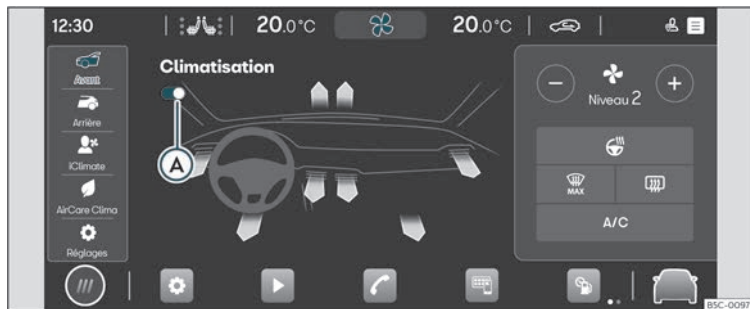 12:30
20.0°C
20.0°C
Climatisation
Avant
Arrière
iClimate
AirCare Clima
Réglages
A
Niveau 2
MAX
A/C
B5C-0097